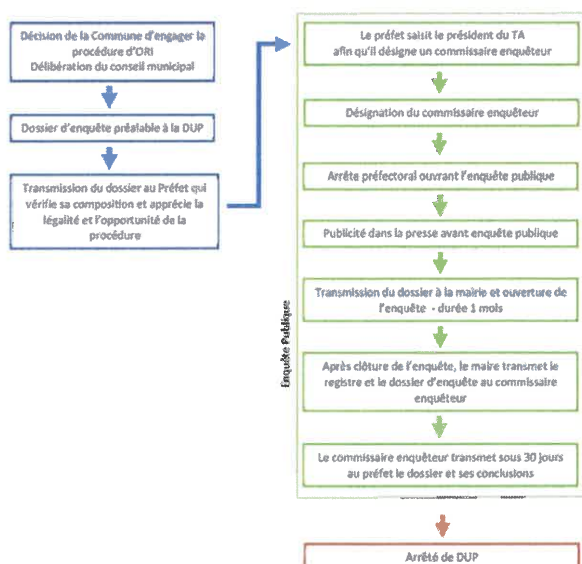 Décision de la Commune d'engager la
procédure d'ORI
Délibération du conseil municipal
Dossier d'enquête préalable à la DUP
Transmission du dossier au Préfet qui
vérifie sa composition et apprécie la
légalité et l'opportunité de la
procédure
Enquête Publique
Le préfet saisit le président du TA
afin qu'il désigne un commissaire enquêteur
Désignation du commissaire enquêteur
Arrête préfectoral ouvrant l'enquête publique
Publicité dans la presse avant enquête publique
Transmission du dossier à la mairie et ouverture de
l'enquête - durée 1 mois
Après clôture de l'enquête, le maire transmet le
registre et le dossier d'enquête au commissaire
enquêteur
Le commissaire enquêteur transmet sous 30 jours
au préfet le dossier et ses conclusions
Arrêté de DUP